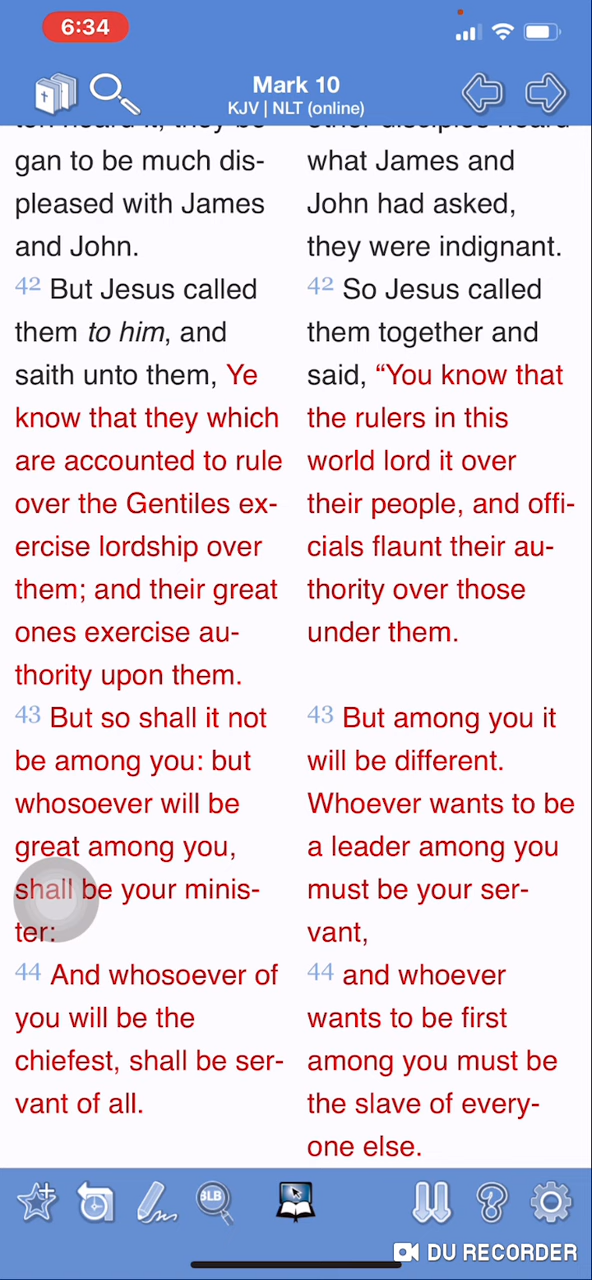 6:34
Mark 10
KJV | NLT (online)
gan to be much dis-
pleased with James
and John.
42 But Jesus called
them to him, and
saith unto them, Ye
know that they which
are accounted to rule
over the Gentiles ex-
ercise lordship over
them; and their great
ones exercise au-
thority upon them.
43 But so shall it not
be among you: but
whosoever will be
great among you,
shall be your minis-
ter:
44 And whosoever of
you will be the
chiefest, shall be ser-
vant of all.
what James and
John had asked,
they were indignant.
42 So Jesus called
them together and
said, “You know that
the rulers in this
world lord it over
their people, and offi-
cials flaunt their au-
thority over those
under them.
43 But among you it
will be different.
Whoever wants to be
a leader among you
must be your ser-
vant,
44 and whoever
wants to be first
among you must be
the slave of every-
one else.
BLB
DU RECORDER